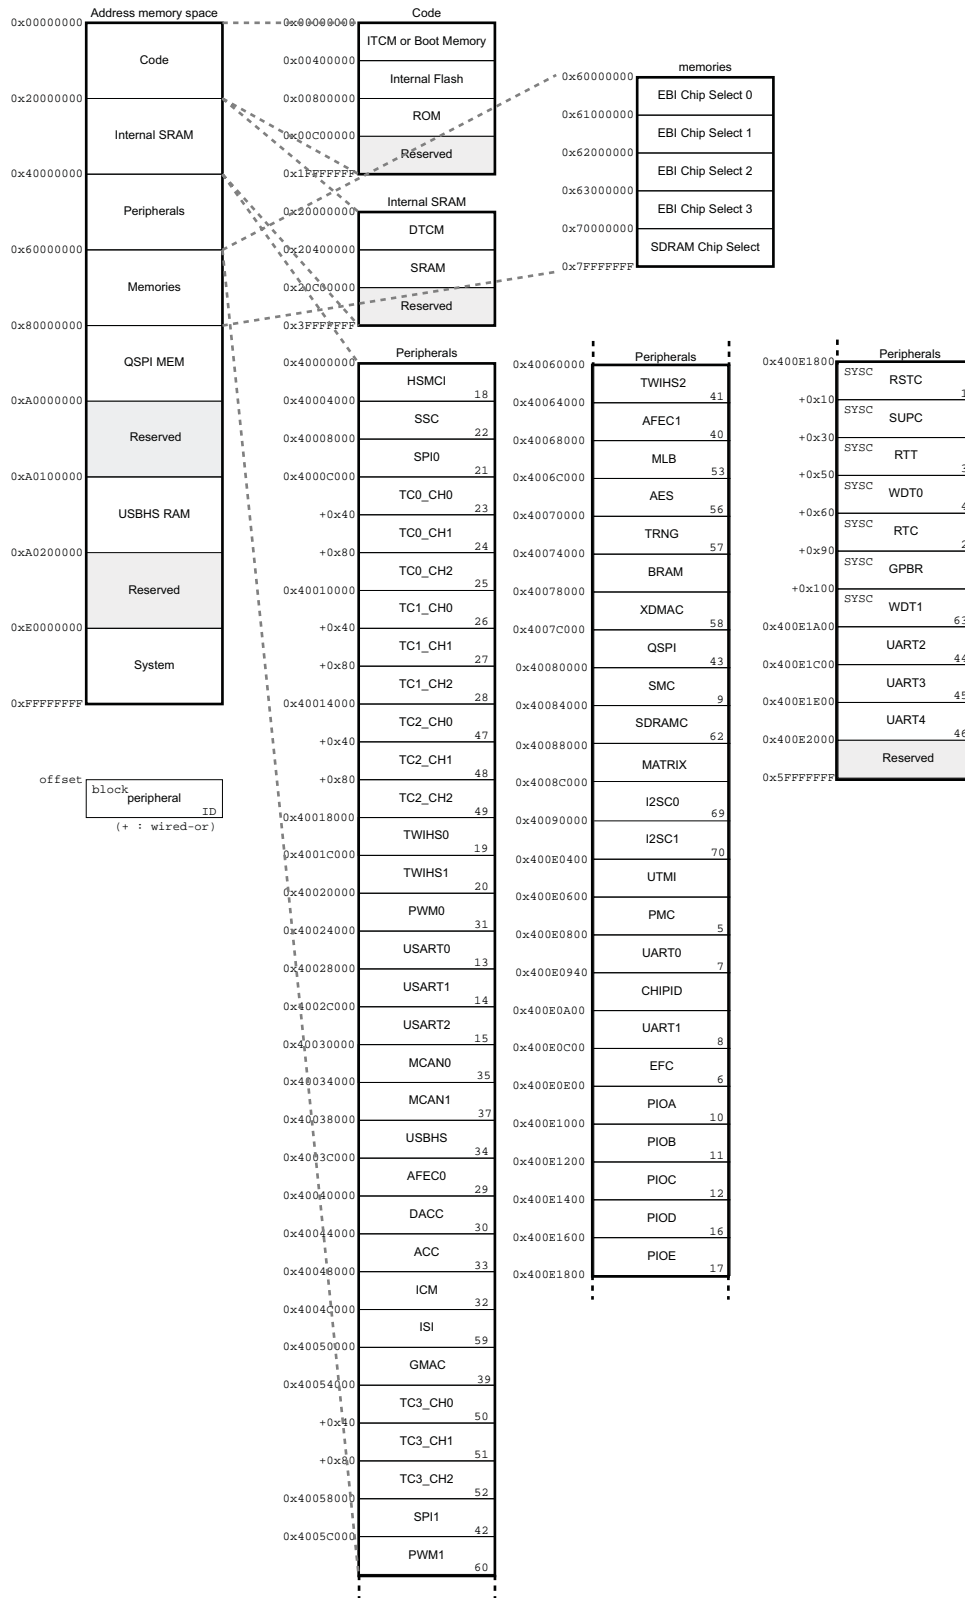 Address memory space
0x00000000
Code
0x20000000
Internal SRAM
0x40000000
Peripherals
0x60000000
Memories
0x80000000
QSPI MEM
0xA0000000
Reserved
0xA0100000
USBHS RAM
0xA0200000
Reserved
0xE0000000
System
0xFFFFFFFF
offset
block
peripheral
ID
(+ : wired-or)
Code
0x00000000
ITCM or Boot Memory
0x00400000
Internal Flash
0x00800000
ROM
0x00C00000
Reserved
0x1FFFFFFF
Internal SRAM
0x20000000
DTCM
0x20400000
SRAM
0x20C00000
Reserved
0x3FFFFFFF
Peripherals
0x40000000
HSMCI
18
0x40004000
SSC
22
0x40008000
SPI0
21
0x4000C000
TC0_CH0
23
+0x40
TC0_CH1
24
+0x80
TC0_CH2
25
0x40010000
TC1_CH0
26
+0x40
TC1_CH1
27
+0x80
TC1_CH2
28
0x40014000
TC2_CH0
47
+0x40
TC2_CH1
48
+0x80
TC2_CH2
49
0x40018000
TWIHS0
19
0x4001C000
TWIHS1
20
0x40020000
PWM0
31
0x40024000
USART0
13
0x40028000
USART1
14
0x4002C000
USART2
15
0x40030000
MCAN0
35
0x40034000
MCAN1
37
0x40038000
USBHS
34
0x4003C000
AFEC0
29
0x40040000
DACC
30
0x40044000
ACC
33
0x40048000
ICM
32
0x4004C000
ISI
59
0x40050000
GMAC
39
0x40054000
TC3_CH0
50
+0x40
TC3_CH1
51
+0x80
TC3_CH2
52
0x40058000
SPI1
42
0x4005C000
PWM1
60
memories
0x60000000
EBI Chip Select 0
0x61000000
EBI Chip Select 1
0x62000000
EBI Chip Select 2
0x63000000
EBI Chip Select 3
0x70000000
SDRAM Chip Select
0x7FFFFFFF
Peripherals
0x40060000
TWIHS2
41
0x40064000
AFEC1
40
0x40068000
MLB
53
0x4006C000
AES
56
0x40070000
TRNG
57
0x40074000
BRAM
0x40078000
XDMAC
58
0x4007C000
QSPI
43
0x40080000
SMC
9
0x40084000
SDRAMC
62
0x40088000
MATRIX
0x4008C000
I2SC0
69
0x40090000
I2SC1
70
0x400E0400
UTMI
0x400E0600
PMC
5
0x400E0800
UART0
7
0x400E0940
CHIPID
0x400E0A00
UART1
8
0x400E0C00
EFC
6
0x400E0E00
PIOA
10
0x400E1000
PIOB
11
0x400E1200
PIOC
12
0x400E1400
PIOD
16
0x400E1600
PIOE
17
0x400E1800
Peripherals
0x400E1800
SYSC
RSTC
1
+0x10
SYSC
SUPC
+0x30
SYSC
RTT
3
+0x50
SYSC
WDT0
4
+0x60
SYSC
RTC
2
+0x90
SYSC
GPBR
+0x100
SYSC
WDT1
63
0x400E1A00
UART2
44
0x400E1C00
UART3
45
0x400E1E00
UART4
46
0x400E2000
Reserved
0x5FFFFFFF